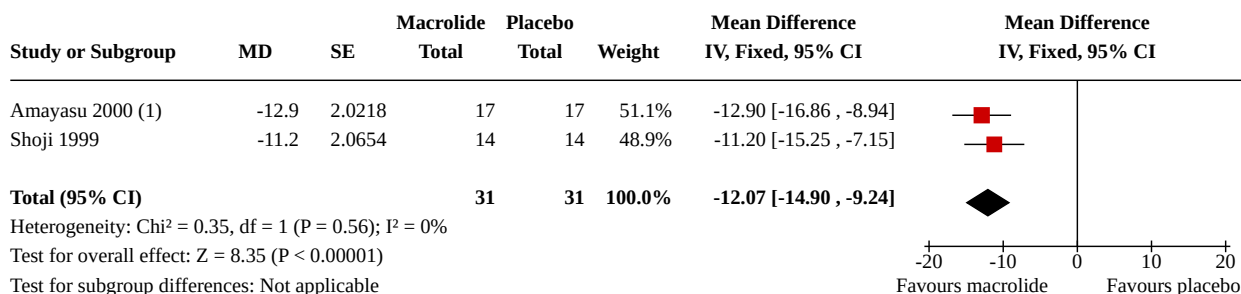 Macrolide Placebo Mean Difference Mean Difference
Study or Subgroup MD SE Total Total Weight IV, Fixed, 95% CI IV, Fixed, 95% CI
Amayasu 2000 (1) -12.9 2.0218 17 17 51.1% -12.90 [-16.86 , -8.94]
Shoji 1999 -11.2 2.0654 14 14 48.9% -11.20 [-15.25 , -7.15]
Total (95% CI) 31 31 100.0% -12.07 [-14.90 , -9.24]
Heterogeneity: Chi² = 0.35, df = 1 (P = 0.56); I² = 0%
Test for overall effect: Z = 8.35 (P < 0.00001)
-20 -10 0 10 20
Test for subgroup differences: Not applicable Favours macrolide Favours placebo